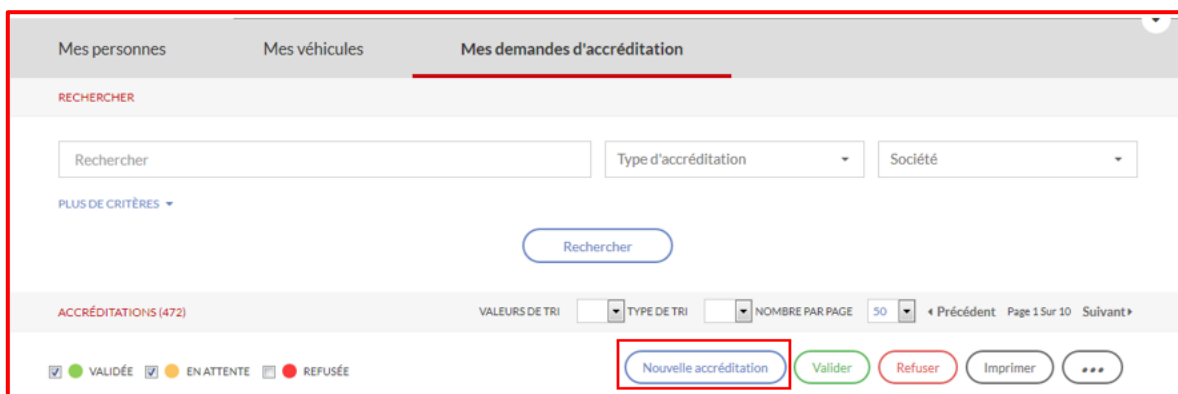 Mes personnes Mes véhicules Mes demandes d'accréditation
RECHERCHER
Rechercher Type d'accréditation Société
PLUS DE CRITÈRES
Rechercher
ACCRÉDITATIONS (472) VALEURS DE TRI TYPE DE TRI NOMBRE PAR PAGE 50 Précédent Page 1 Sur 10 Suivant
VALIDÉE EN ATTENTE REFUSÉE Nouvelle accréditation Valider Refuser Imprimer •••